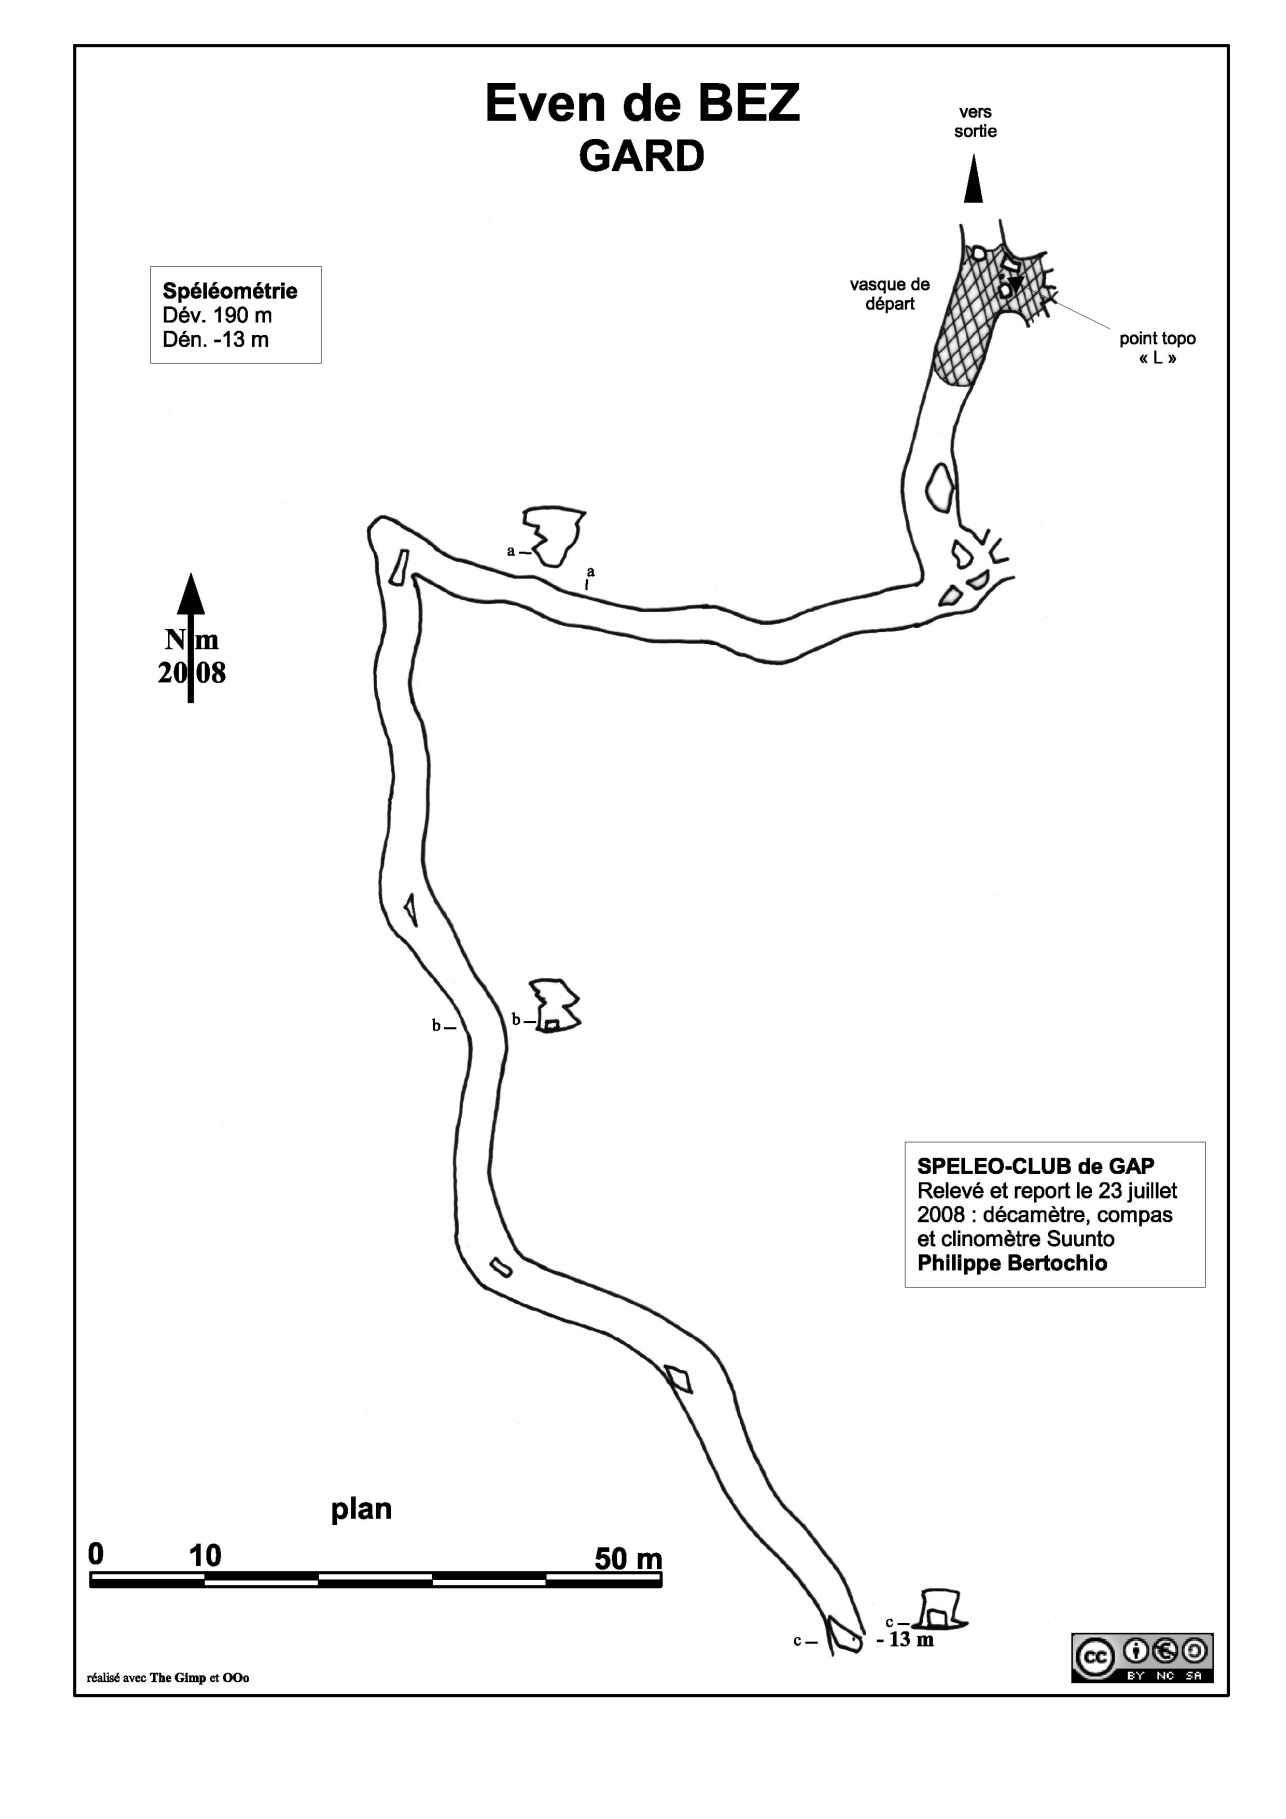 Even de BEZ
GARD
vers
sortie
Spéléométrie
Dév. 190 m
Dén. -13 m
vasque de
départ
point topo
« L »
a
a
N m
2008
b
b
SPELEO-CLUB de GAP
Relevé et report le 23 juillet
2008 : décamètre, compas
et clinomètre Suunto
Philippe Bertochio
plan
0 10 50 m
c
c
- 13 m
réalisé avec The Gimp et OOo
cc
BY NC SA